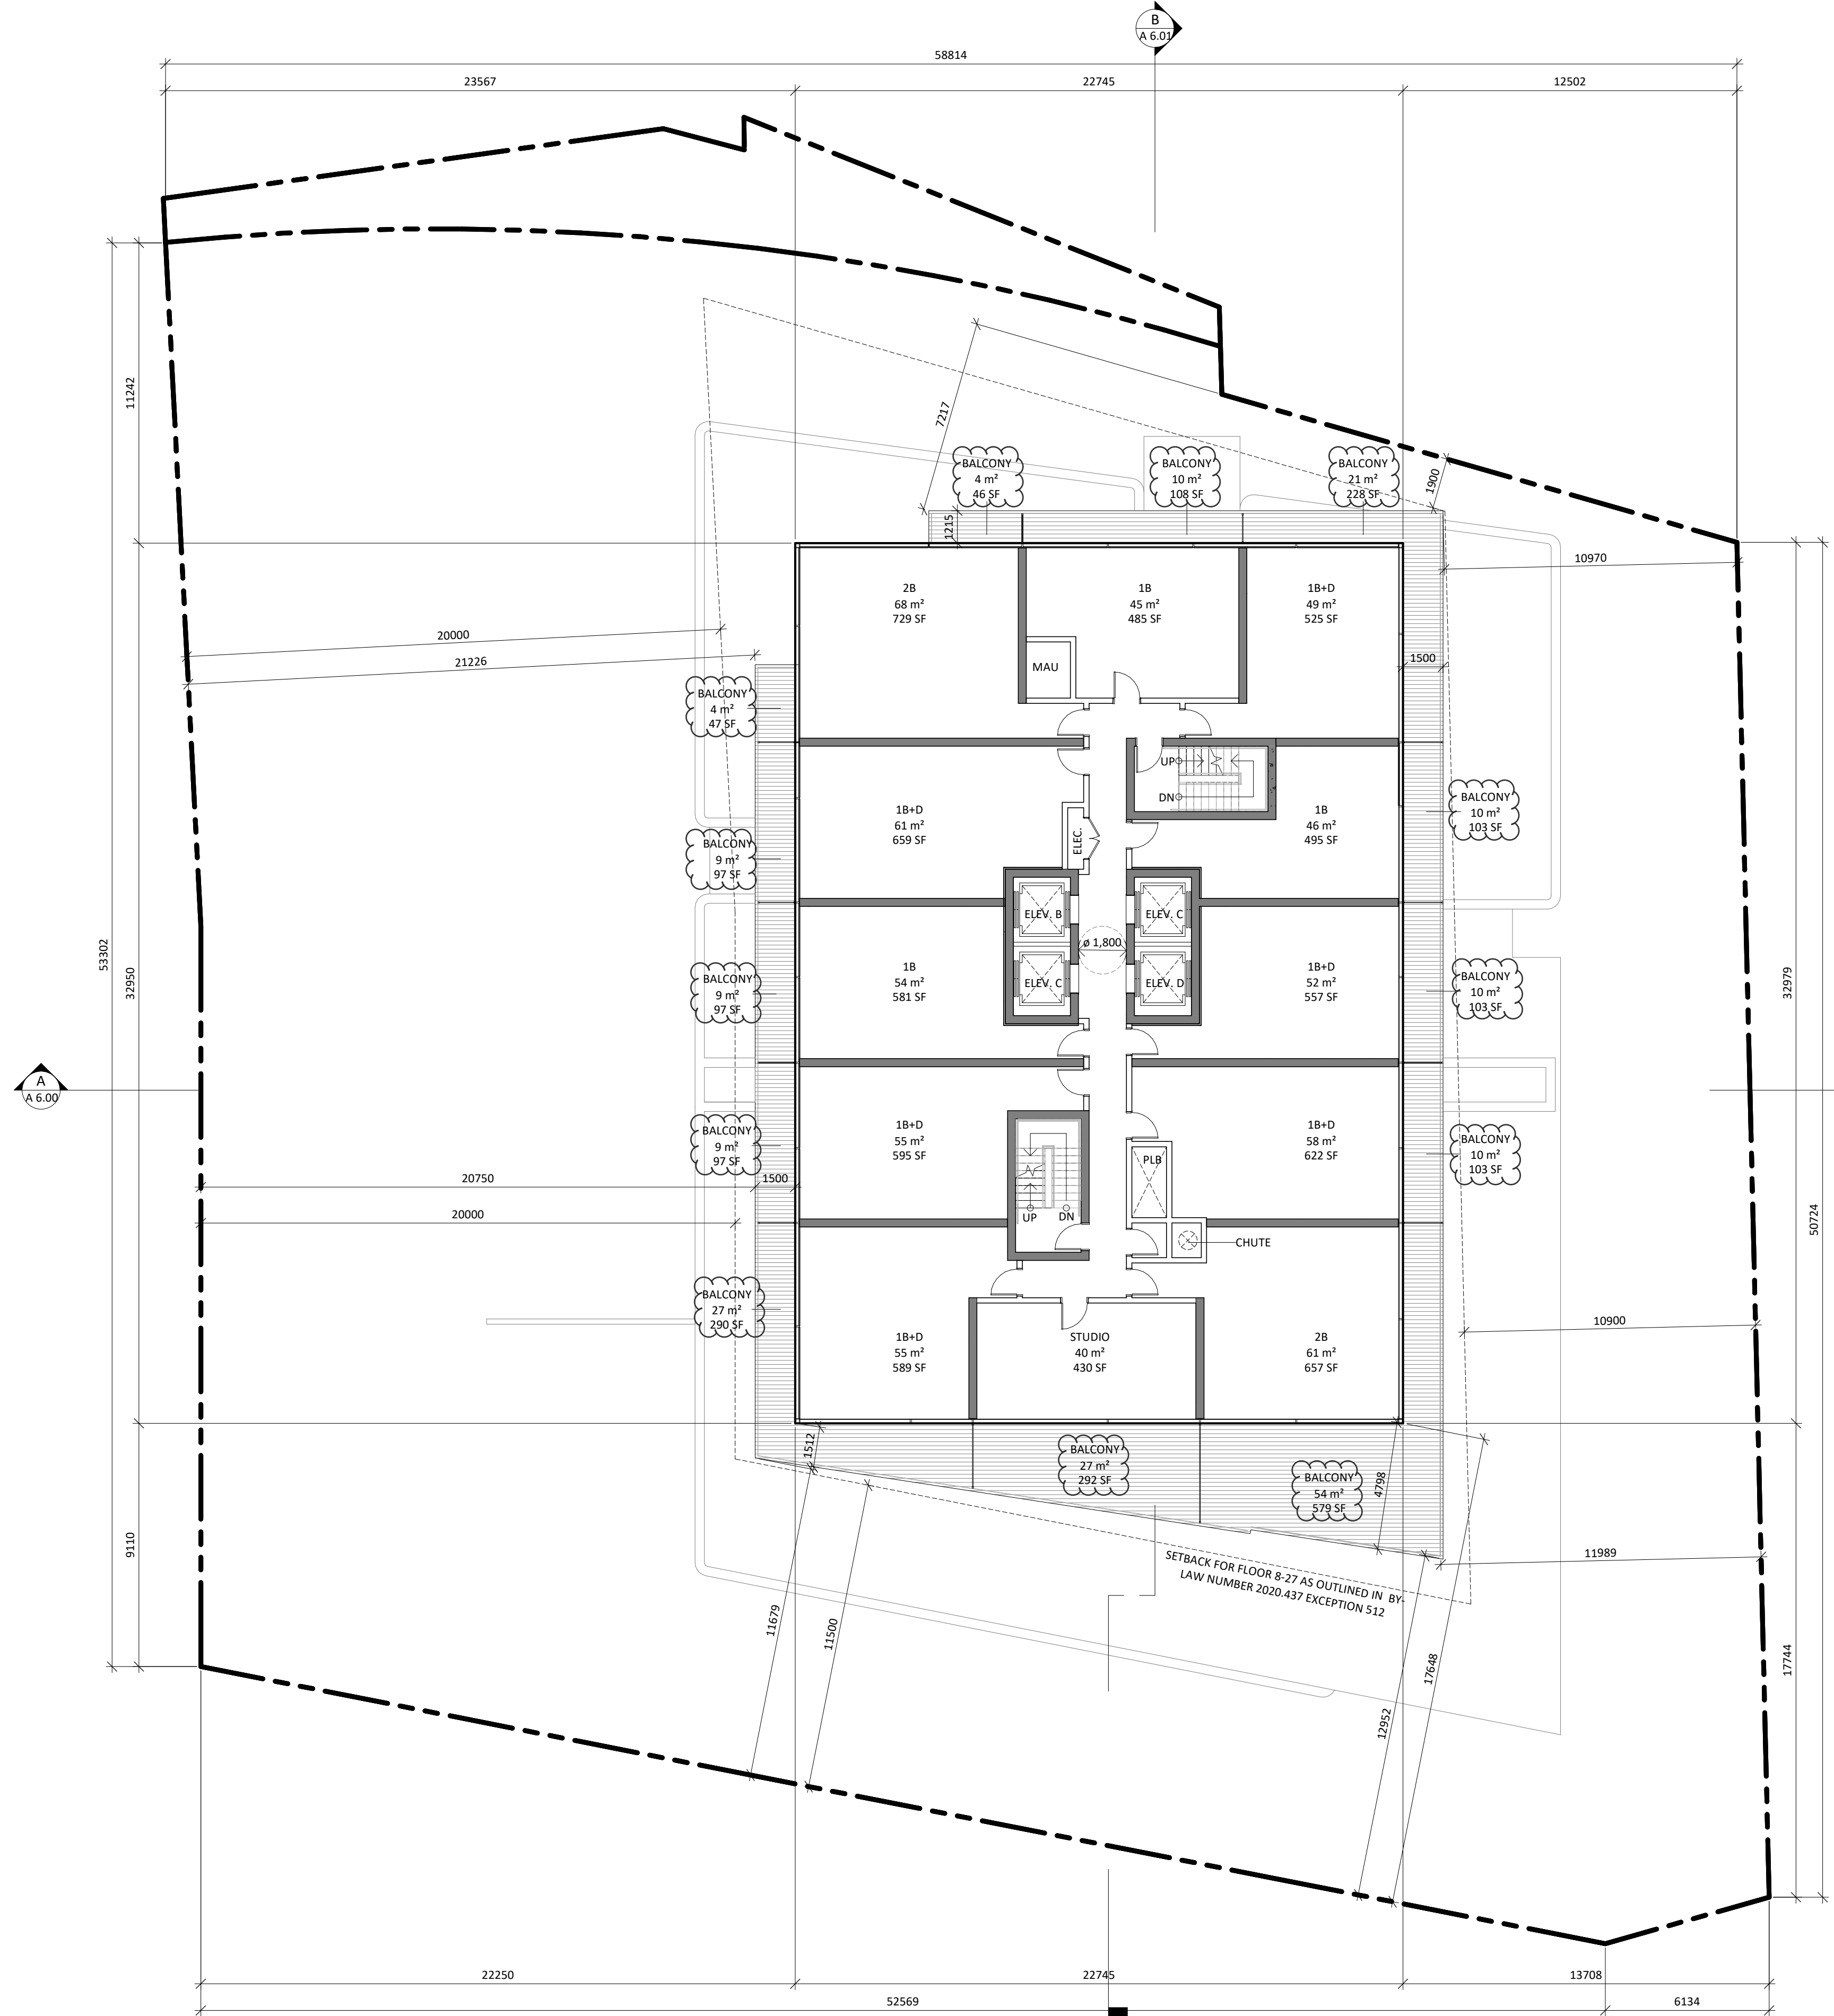 B
A 6.01
58814
23567
22745
12502
11242
7217
BALCONY
4 m²
46 SF
BALCONY
10 m²
108 SF
BALCONY
21 m²
228 SF
1900
1215
10970
2B
68 m²
729 SF
1B
45 m²
485 SF
1B+D
49 m²
525 SF
20000
21226
1500
MAU
BALCONY
4 m²
47 SF
UP
DN
1B+D
61 m²
659 SF
ELEC.
1B
46 m²
495 SF
BALCONY
10 m²
103 SF
BALCONY
9 m²
97 SF
ELEV. B
ELEV. C
ø 1,800
53302
32950
32979
1B
54 m²
581 SF
ELEV. C
ELEV. D
1B+D
52 m²
557 SF
BALCONY
9 m²
97 SF
BALCONY
10 m²
103 SF
A
A 6.00
1B+D
55 m²
595 SF
1B+D
58 m²
622 SF
BALCONY
9 m²
97 SF
BALCONY
10 m²
103 SF
PLB
20750
1500
20000
UP
DN
CHUTE
50724
BALCONY
27 m²
290 SF
10900
1B+D
55 m²
589 SF
STUDIO
40 m²
430 SF
2B
61 m²
657 SF
1512
BALCONY
27 m²
292 SF
BALCONY
54 m²
579 SF
4798
9110
11989
SETBACK FOR FLOOR 8-27 AS OUTLINED IN BY-
LAW NUMBER 2020.437 EXCEPTION 512
11679
11500
12952
17648
17744
22250
22745
13708
52569
6134